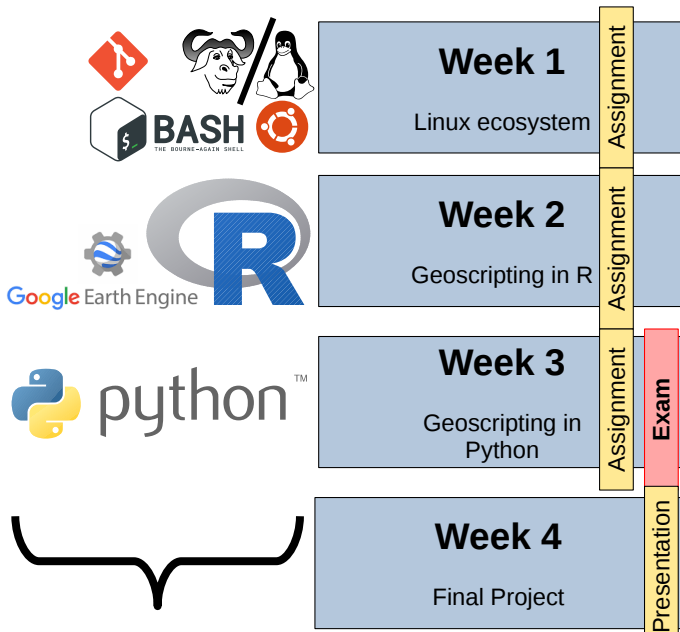 Week 1
Linux ecosystem
Assignment
$_
BASH
THE BOURNE-AGAIN SHELL
Week 2
Geoscripting in R
Assignment
R
Google Earth Engine
Week 3
Geoscripting in
Python
Assignment
Exam
python™
Week 4
Final Project
Presentation